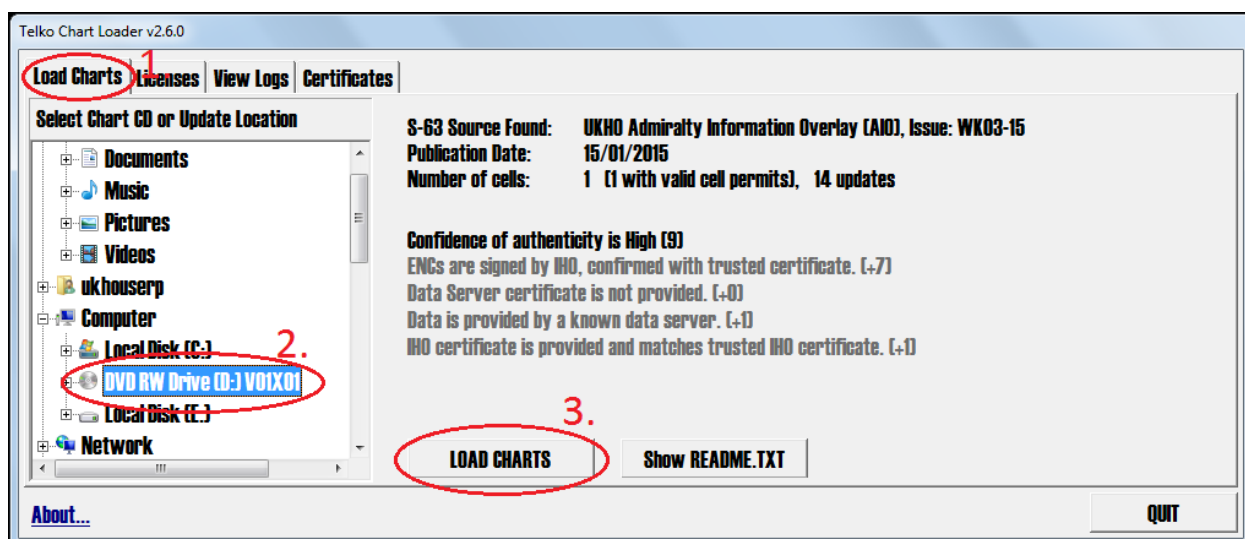 Telko Chart Loader v2.6.0
1.
Load Charts Licenses View Logs Certificates
Select Chart CD or Update Location
Documents
Music
Pictures
Videos
ukhouserp
Computer
Local Disk (C:)
2.
DVD RW Drive (D:) V01X01
Local Disk (E:)
Network
S-63 Source Found: UKHO Admiralty Information Overlay (AIO), Issue: WK03-15
Publication Date: 15/01/2015
Number of cells: 1 (1 with valid cell permits), 14 updates
Confidence of authenticity is High (9)
ENCs are signed by IHO, confirmed with trusted certificate. (+7)
Data Server certificate is not provided. (+0)
Data is provided by a known data server. (+1)
IHO certificate is provided and matches trusted IHO certificate. (+1)
3.
LOAD CHARTS Show README.TXT
About... QUIT